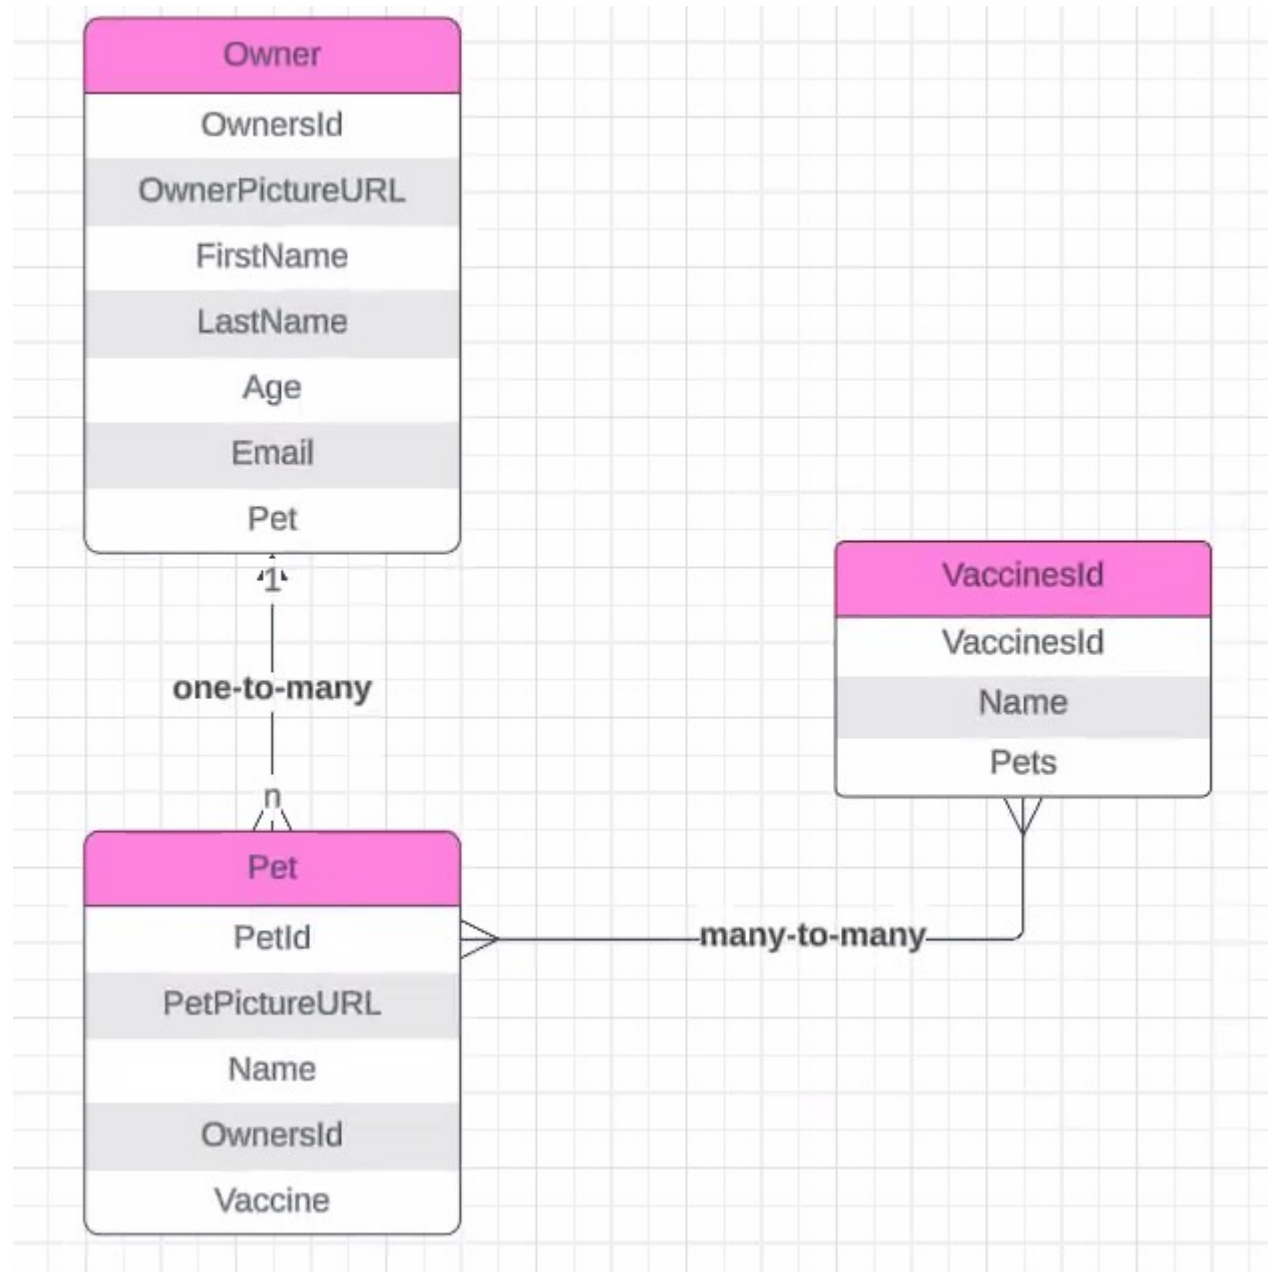 Owner
OwnersId
OwnerPictureURL
FirstName
LastName
Age
Email
Pet
1
one-to-many
n
Pet
PetId
PetPictureURL
Name
OwnersId
Vaccine
many-to-many
VaccinesId
VaccinesId
Name
Pets